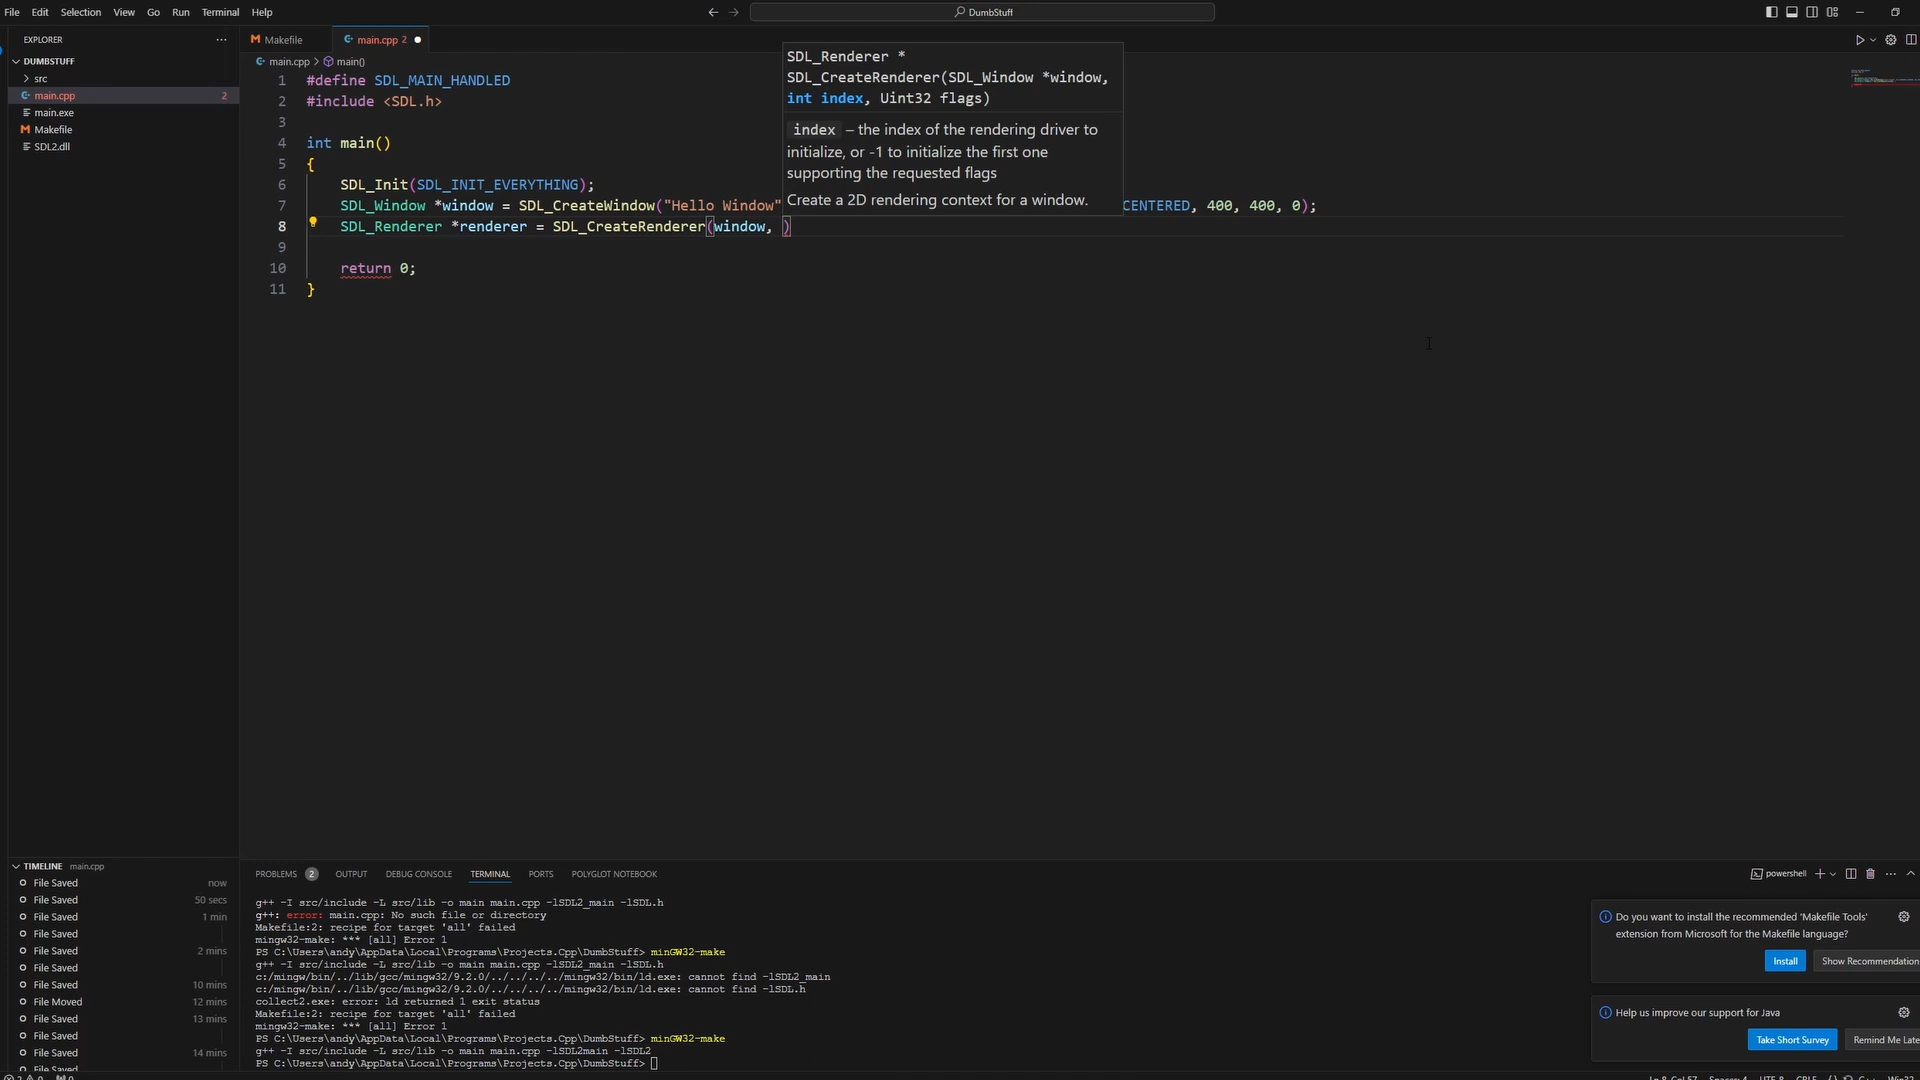 File Edit Selection View Go Run Terminal Help
DumbStuff
EXPLORER
DUMBSTUFF
src
main.cpp 2
main.exe
Makefile
SDL2.dll
Makefile main.cpp 2
main.cpp > main()
1 #define SDL_MAIN_HANDLED
2 #include <SDL.h>
3
4 int main()
5 {
6 SDL_Init(SDL_INIT_EVERYTHING);
7 SDL_Window *window = SDL_CreateWindow("Hello Window" CENTERED, 400, 400, 0);
8 SDL_Renderer *renderer = SDL_CreateRenderer(window, )
9
10 return 0;
11 }
SDL_Renderer *
SDL_CreateRenderer(SDL_Window *window,
int index, Uint32 flags)
index – the index of the rendering driver to
initialize, or -1 to initialize the first one
supporting the requested flags
Create a 2D rendering context for a window.
TIMELINE main.cpp
File Saved now
File Saved 50 secs
File Saved 1 min
File Saved
File Saved 2 mins
File Saved
File Saved 10 mins
File Moved 12 mins
File Saved 13 mins
File Saved
File Saved 14 mins
File Saved
PROBLEMS 2 OUTPUT DEBUG CONSOLE TERMINAL PORTS POLYGLOT NOTEBOOK
powershell
g++ -I src/include -L src/lib -o main main.cpp -lSDL2_main -lSDL.h
g++: error: main.cpp: No such file or directory
Makefile:2: recipe for target 'all' failed
mingw32-make: *** [all] Error 1
PS C:\Users\andy\AppData\Local\Programs\Projects.Cpp\DumbStuff> minGW32-make
g++ -I src/include -L src/lib -o main main.cpp -lSDL2_main -lSDL.h
c:/mingw/bin/../lib/gcc/mingw32/9.2.0/../../../../mingw32/bin/ld.exe: cannot find -lSDL2_main
c:/mingw/bin/../lib/gcc/mingw32/9.2.0/../../../../mingw32/bin/ld.exe: cannot find -lSDL.h
collect2.exe: error: ld returned 1 exit status
Makefile:2: recipe for target 'all' failed
mingw32-make: *** [all] Error 1
PS C:\Users\andy\AppData\Local\Programs\Projects.Cpp\DumbStuff> minGW32-make
g++ -I src/include -L src/lib -o main main.cpp -lSDL2main -lSDL2
PS C:\Users\andy\AppData\Local\Programs\Projects.Cpp\DumbStuff>
Do you want to install the recommended 'Makefile Tools'
extension from Microsoft for the Makefile language?
Install Show Recommendation
Help us improve our support for Java
Take Short Survey Remind Me Late